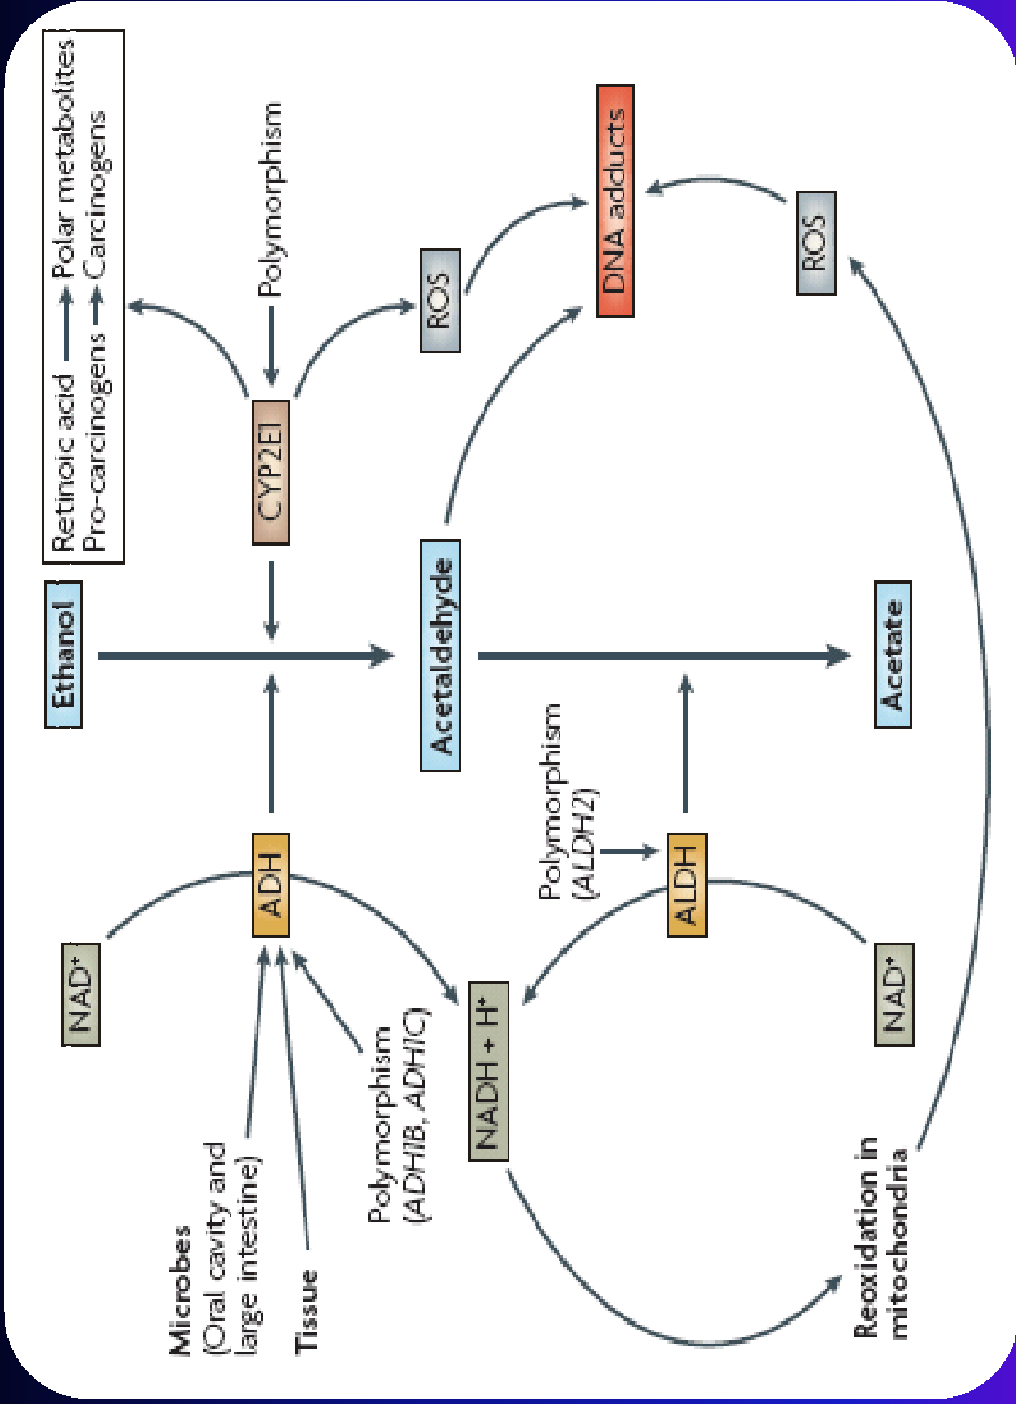 Microbes
(Oral cavity and
large intestine)
Tissue
Polymorphism
(ADH1B, ADH1C)
NAD⁺
ADH
NADH + H⁺
Reoxidation in
mitochondria
NAD⁺
ALDH
Polymorphism
(ALDH2)
Ethanol
Acetaldehyde
Acetate
Retinoic acid → Polar metabolites
Pro-carcinogens → Carcinogens
CYP2E1
Polymorphism
ROS
DNA adducts
ROS